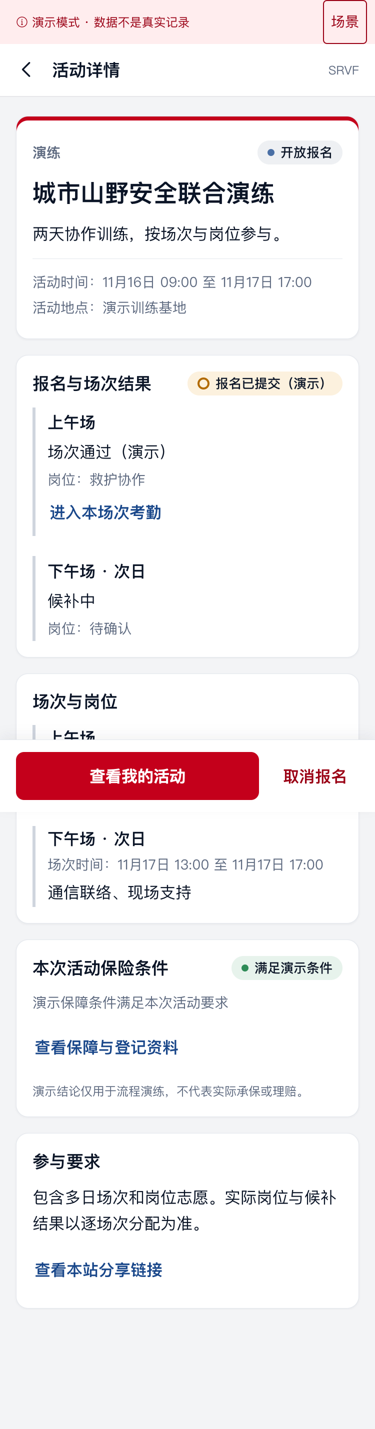 演示模式 · 数据不是真实记录
场景
活动详情
SRVF
演练
开放报名
城市山野安全联合演练
两天协作训练，按场次与岗位参与。
活动时间：11月16日 09:00 至 11月17日 17:00
活动地点：演示训练基地
报名与场次结果
报名已提交（演示）
上午场
场次通过（演示）
岗位：救护协作
进入本场次考勤
下午场 · 次日
候补中
岗位：待确认
场次与岗位
上午场
查看我的活动
取消报名
下午场 · 次日
场次时间：11月17日 13:00 至 11月17日 17:00
通信联络、现场支持
本次活动保险条件
满足演示条件
演示保障条件满足本次活动要求
查看保障与登记资料
演示结论仅用于流程演练，不代表实际承保或理赔。
参与要求
包含多日场次和岗位志愿。实际岗位与候补
结果以逐场次分配为准。
查看本站分享链接